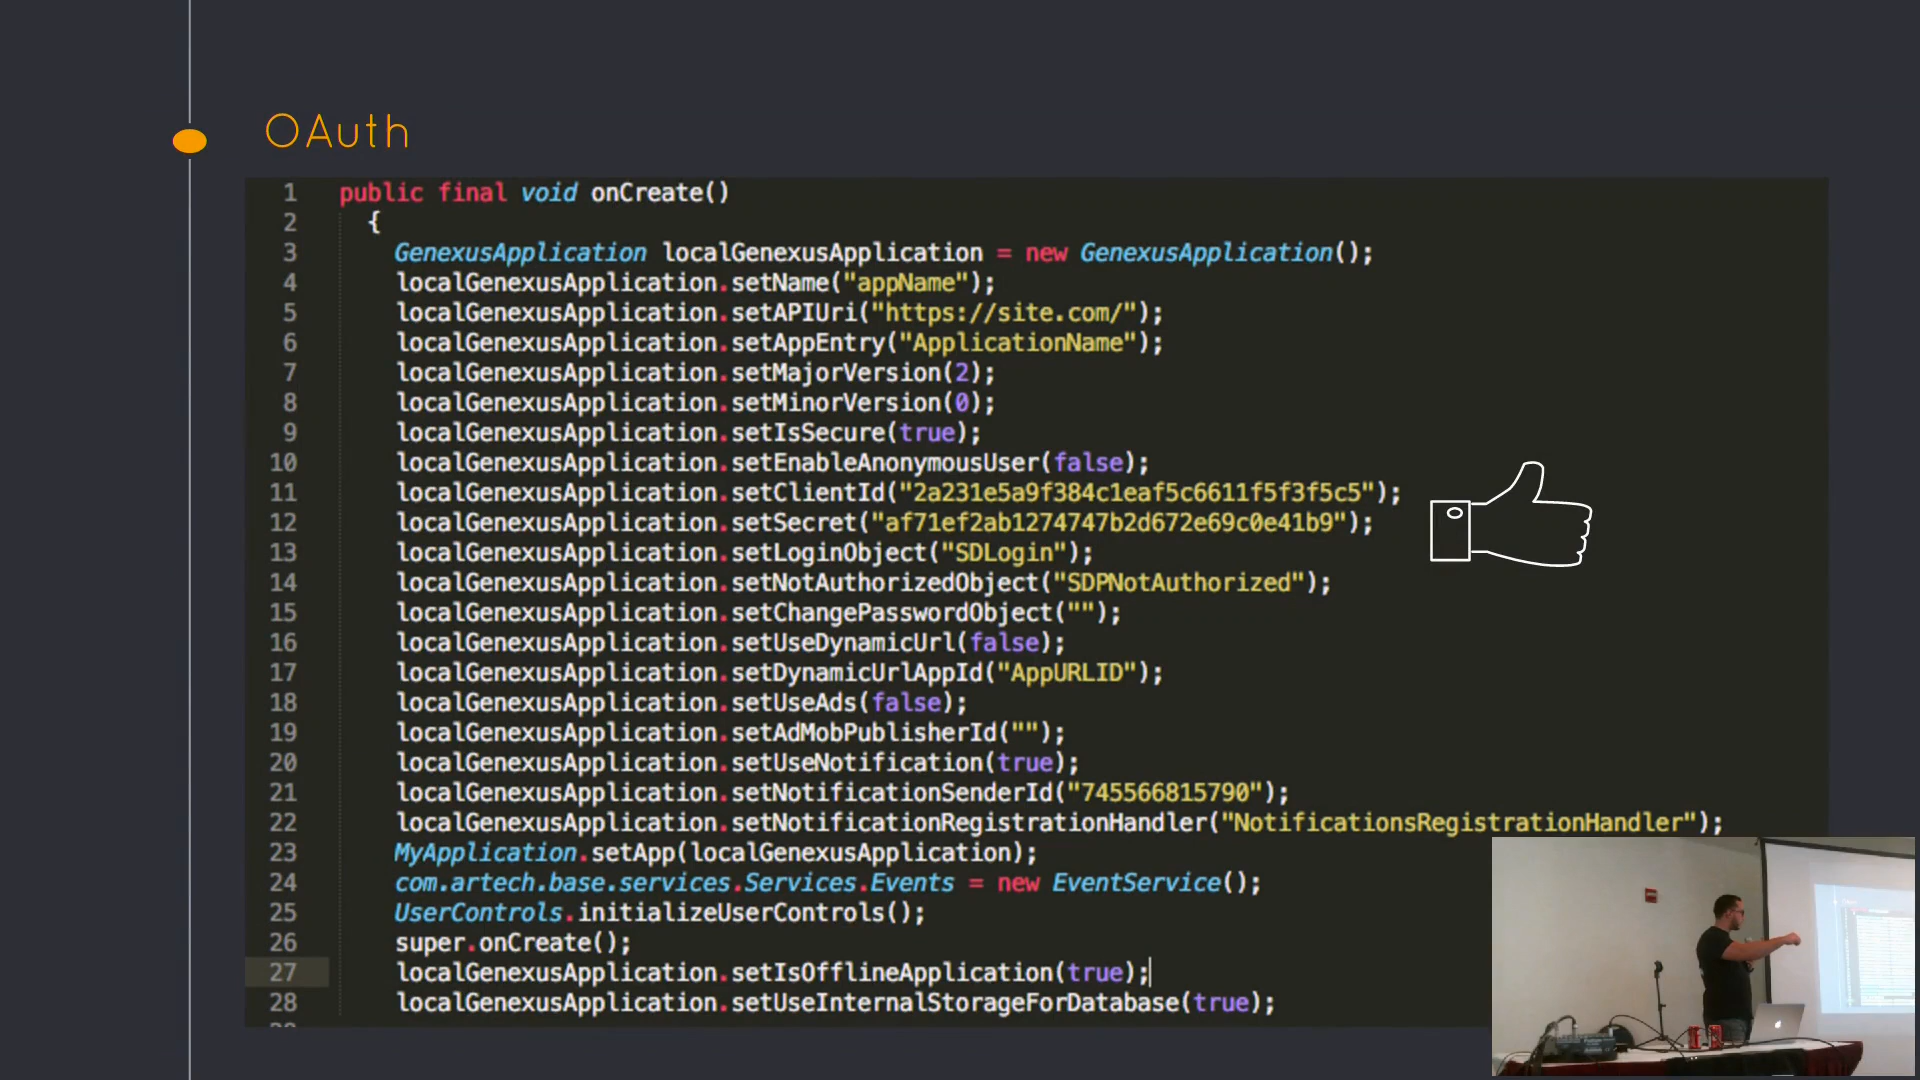 OAuth
1 public final void onCreate()
2 {
3 GenexusApplication localGenexusApplication = new GenexusApplication();
4 localGenexusApplication.setName("appName");
5 localGenexusApplication.setAPIUri("https://site.com/");
6 localGenexusApplication.setAppEntry("ApplicationName");
7 localGenexusApplication.setMajorVersion(2);
8 localGenexusApplication.setMinorVersion(0);
9 localGenexusApplication.setIsSecure(true);
10 localGenexusApplication.setEnableAnonymousUser(false);
11 localGenexusApplication.setClientId("2a231e5a9f384c1eaf5c6611f5f3f5c5");
12 localGenexusApplication.setSecret("af71ef2ab1274747b2d672e69c0e41b9");
13 localGenexusApplication.setLoginObject("SDLogin");
14 localGenexusApplication.setNotAuthorizedObject("SDPNotAuthorized");
15 localGenexusApplication.setChangePasswordObject("");
16 localGenexusApplication.setUseDynamicUrl(false);
17 localGenexusApplication.setDynamicUrlAppId("AppURLID");
18 localGenexusApplication.setUseAds(false);
19 localGenexusApplication.setAdMobPublisherId("");
20 localGenexusApplication.setUseNotification(true);
21 localGenexusApplication.setNotificationSenderId("745566815790");
22 localGenexusApplication.setNotificationRegistrationHandler("NotificationsRegistrationHandler");
23 MyApplication.setApp(localGenexusApplication);
24 com.artech.base.services.Services.Events = new EventService();
25 UserControls.initializeUserControls();
26 super.onCreate();
27 localGenexusApplication.setIsOfflineApplication(true);
28 localGenexusApplication.setUseInternalStorageForDatabase(true);